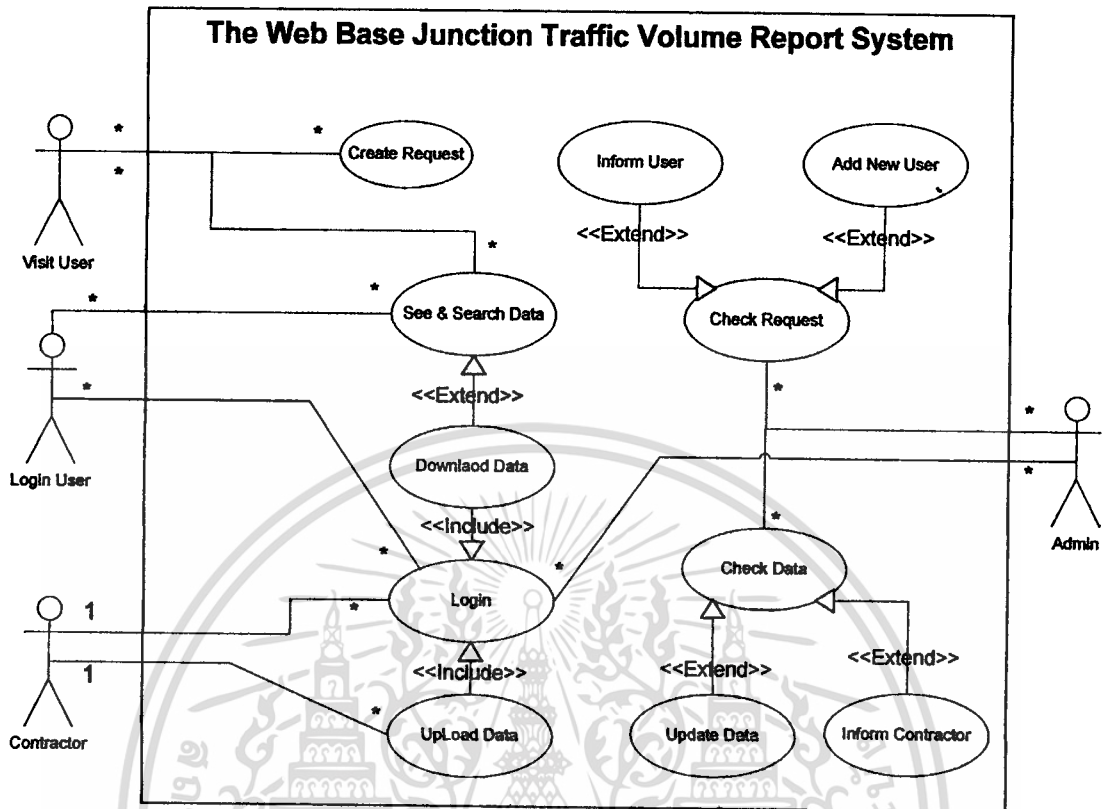 The Web Base Junction Traffic Volume Report System
* *
*
Create Request
Inform User
Add New User
Visit User
<<Extend>>
<<Extend>>
*
* *
See & Search Data
Check Request
*
<<Extend>>
*
*
Login User
Downlaod Data
*
Admin
<<Include>>
*
*
*
Check Data
Login
1
*
<<Include>>
<<Extend>>
<<Extend>>
1
*
Contractor
UpLoad Data
Update Data
Inform Contractor